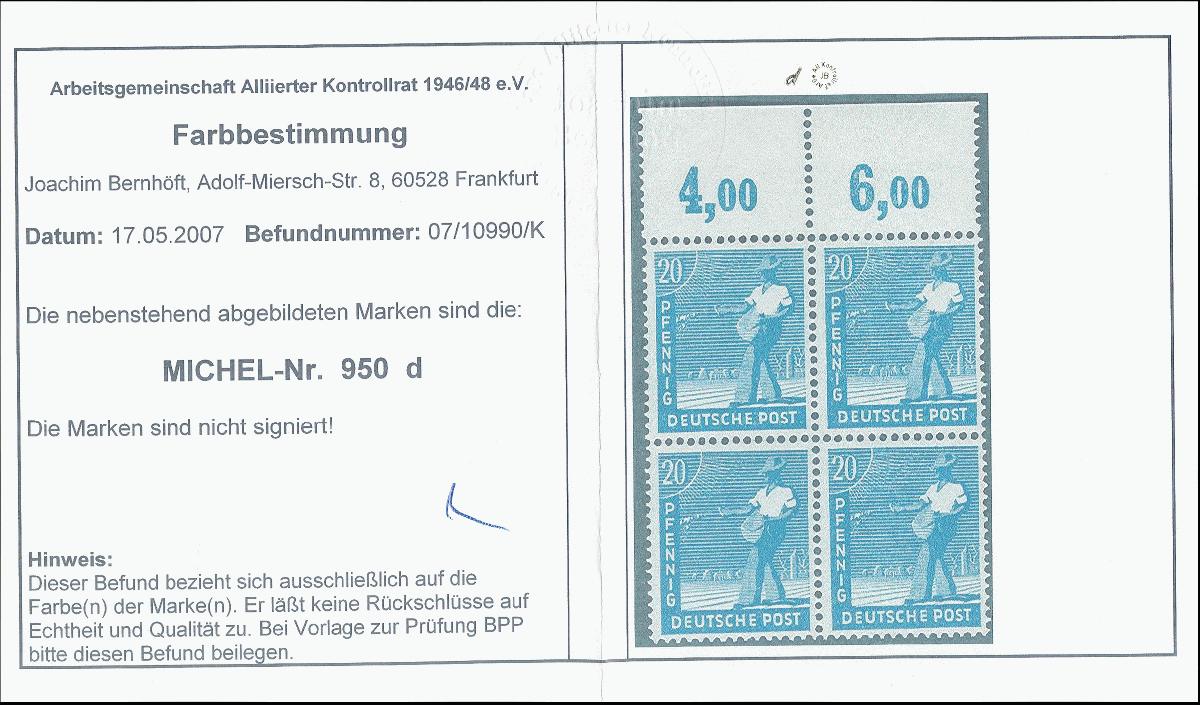 Arbeitsgemeinschaft Alliierter Kontrollrat 1946/48 e.V.
Farbbestimmung
Joachim Bernhöft, Adolf-Miersch-Str. 8, 60528 Frankfurt
Datum: 17.05.2007 Befundnummer: 07/10990/K
Die nebenstehend abgebildeten Marken sind die:
MICHEL-Nr. 950 d
Die Marken sind nicht signiert!
Hinweis:
Dieser Befund bezieht sich ausschließlich auf die
Farbe(n) der Marke(n). Er läßt keine Rückschlüsse auf
Echtheit und Qualität zu. Bei Vorlage zur Prüfung BPP
bitte diesen Befund beilegen.
d
JB
4,00 6,00
20 PFENNIG DEUTSCHE POST
20 PFENNIG DEUTSCHE POST
20 PFENNIG DEUTSCHE POST
20 PFENNIG DEUTSCHE POST